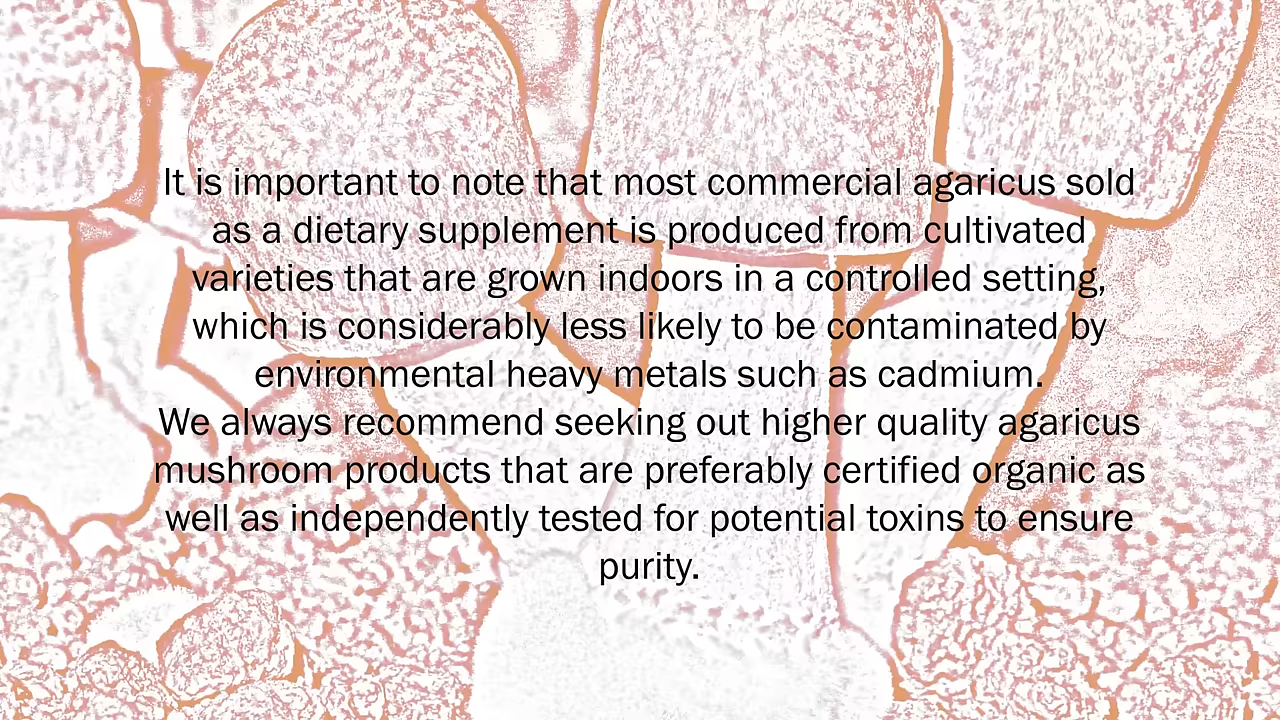 It is important to note that most commercial agaricus sold
as a dietary supplement is produced from cultivated
varieties that are grown indoors in a controlled setting,
which is considerably less likely to be contaminated by
environmental heavy metals such as cadmium.
We always recommend seeking out higher quality agaricus
mushroom products that are preferably certified organic as
well as independently tested for potential toxins to ensure
purity.